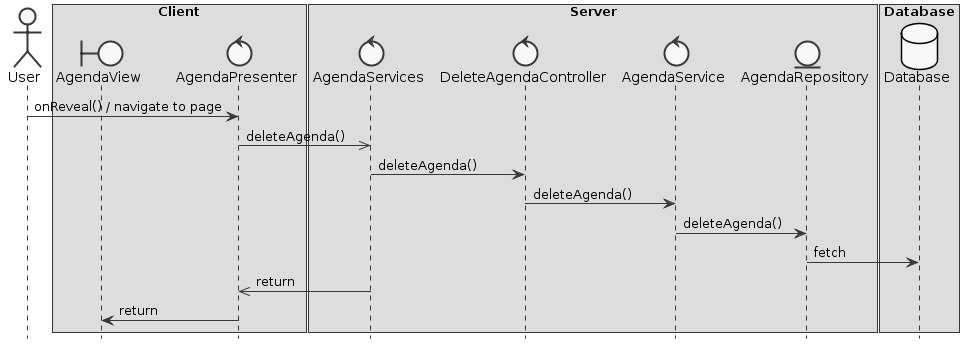 Client
Server
Database
User
AgendaView
AgendaPresenter
AgendaServices
DeleteAgendaController
AgendaService
AgendaRepository
Database
onReveal() / navigate to page
deleteAgenda()
deleteAgenda()
deleteAgenda()
deleteAgenda()
fetch
return
return